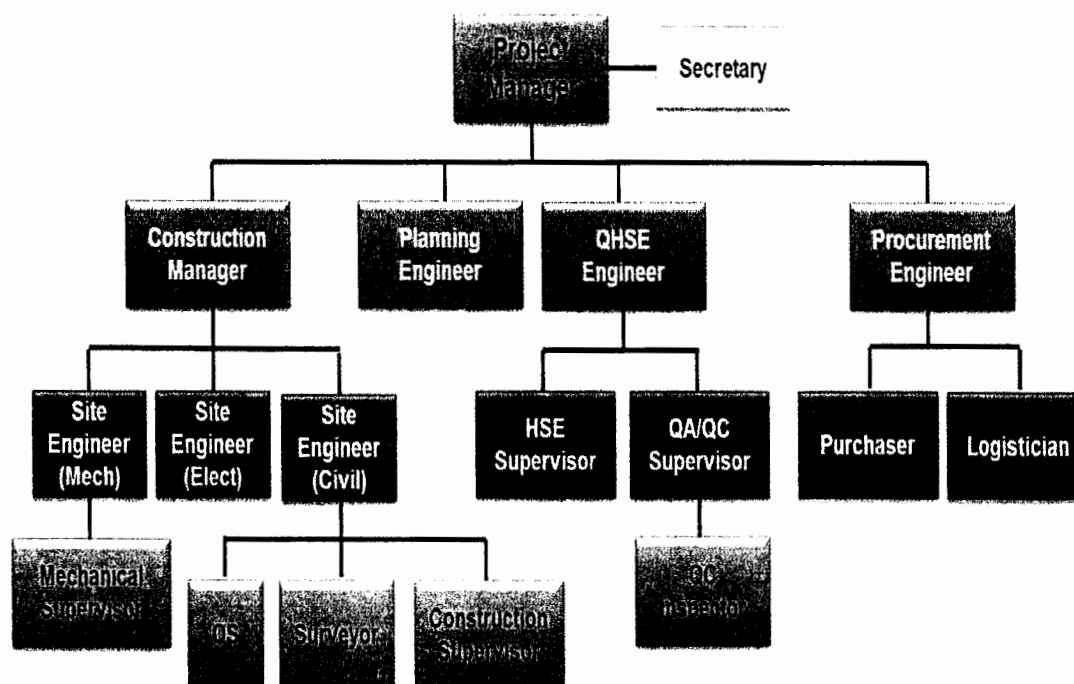 Project
Manager
Secretary
Construction
Manager
Planning
Engineer
QHSE
Engineer
Procurement
Engineer
Site
Engineer
(Mech)
Site
Engineer
(Elect)
Site
Engineer
(Civil)
HSE
Supervisor
QA/QC
Supervisor
Purchaser
Logistician
Mechanical
Supervisor
QS
Surveyor
Construction
Supervisor
QC
Inspector